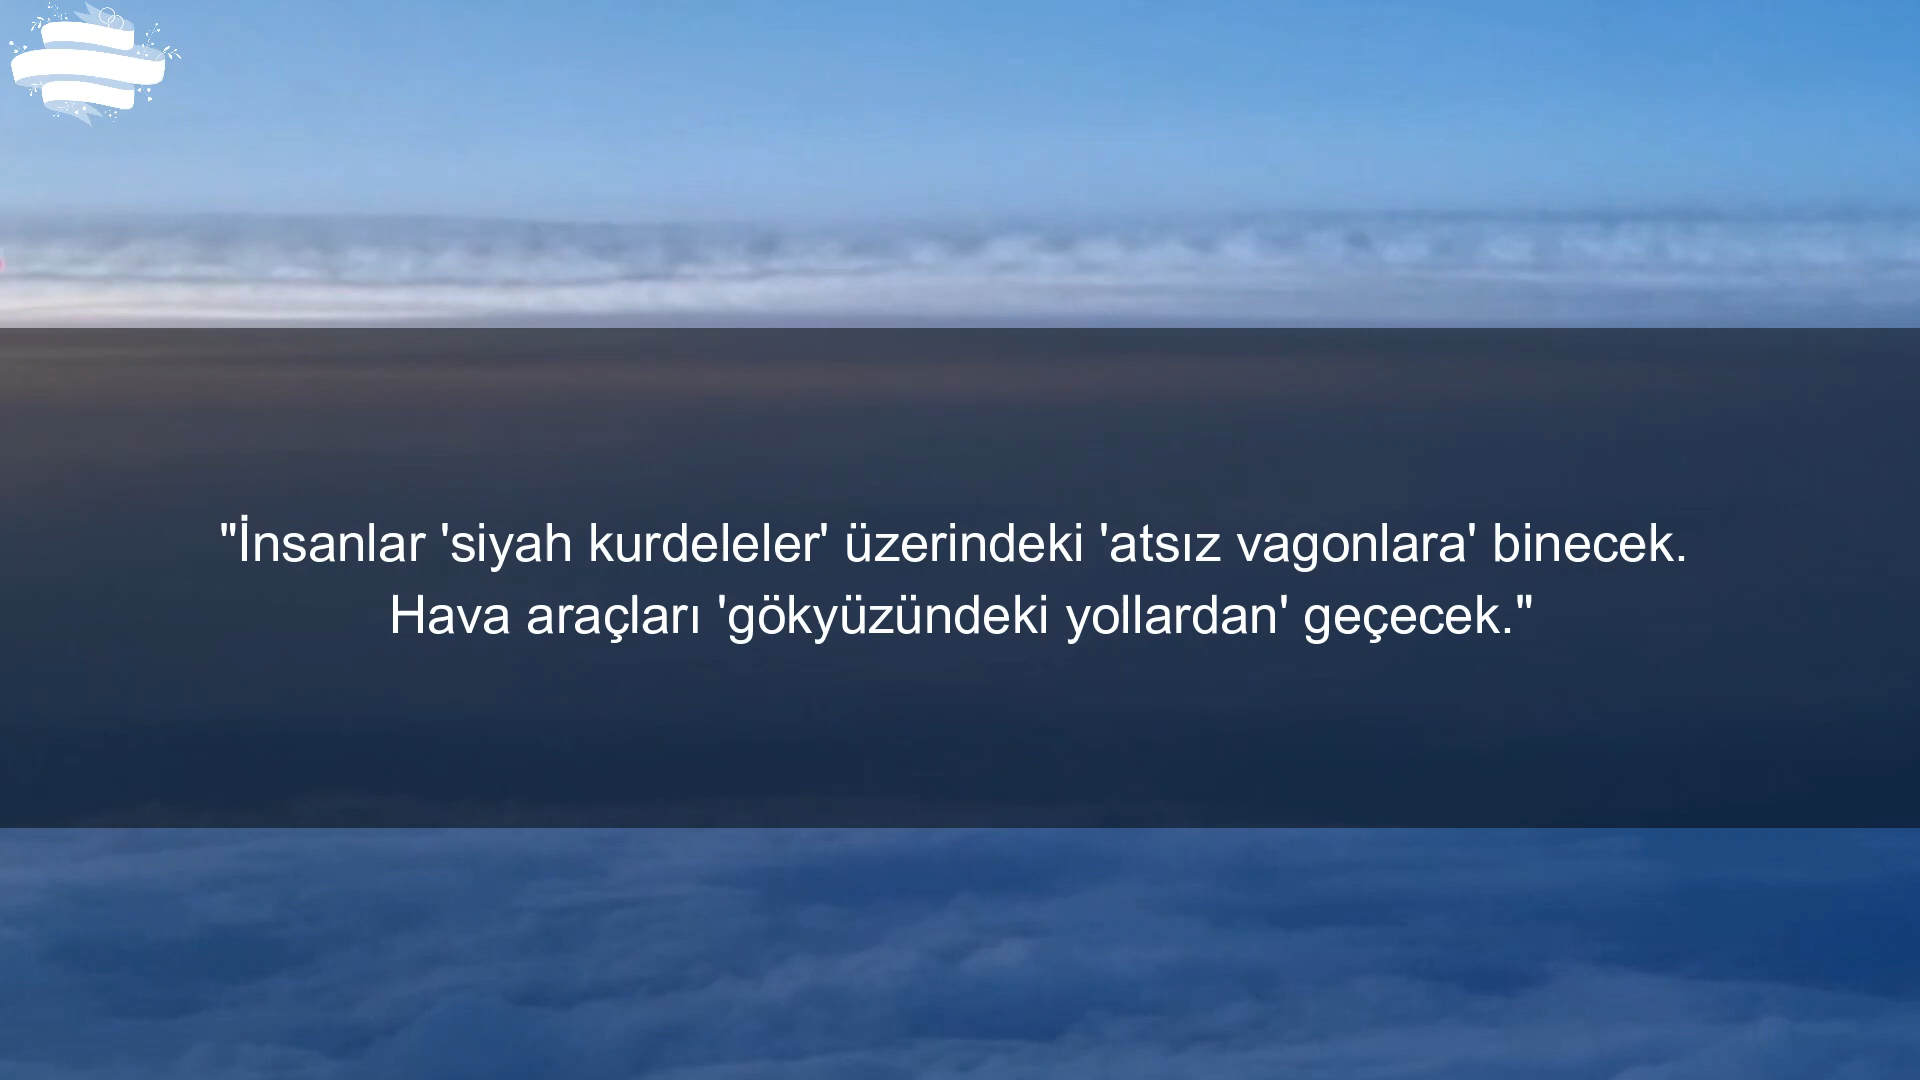 "İnsanlar 'siyah kurdeleler' üzerindeki 'atsız vagonlara' binecek.
Hava araçları 'gökyüzündeki yollardan' geçecek."